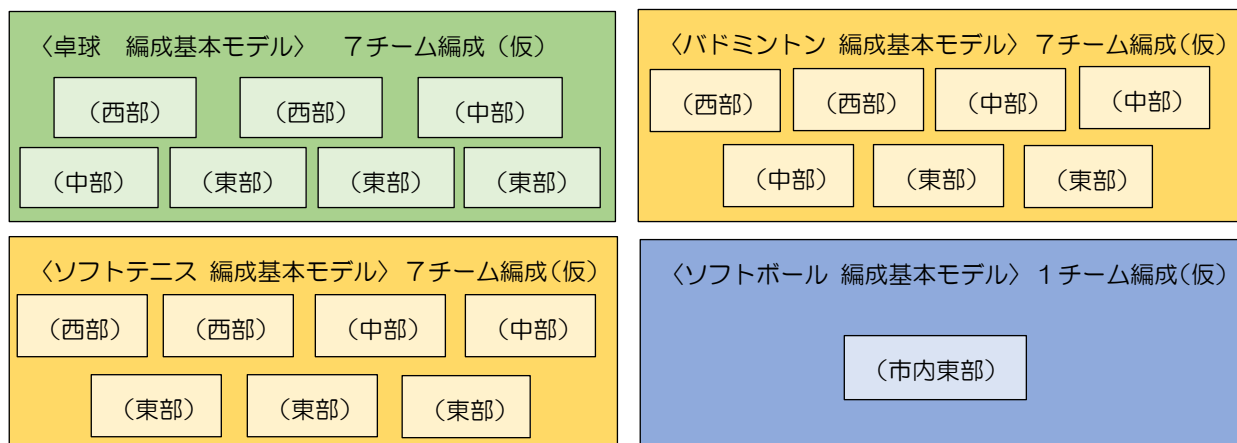 〈卓球　編成基本モデル〉　７チーム編成（仮）
（西部）　（西部）　（中部）
（中部）　（東部）　（東部）　（東部）
〈バドミントン 編成基本モデル〉７チーム編成(仮)
（西部）　（西部）　（中部）　（中部）
（中部）　（東部）　（東部）
〈ソフトテニス 編成基本モデル〉７チーム編成(仮)
（西部）　（西部）　（中部）　（中部）
（東部）　（東部）　（東部）
〈ソフトボール 編成基本モデル〉１チーム編成(仮)
（市内東部）